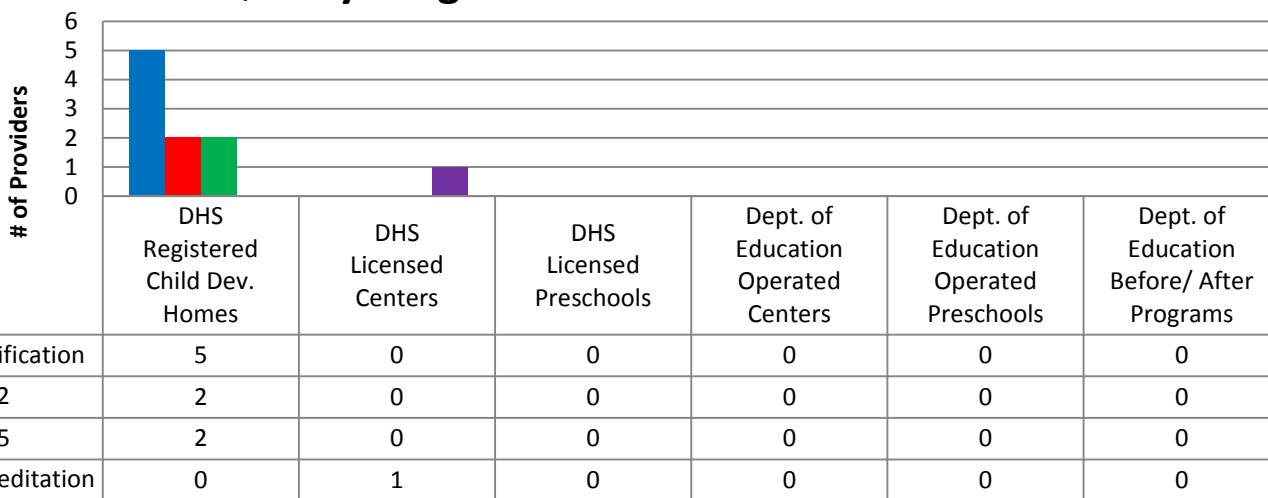 6
5
4
3
2
1
0
# of Providers
DHS Registered Child Dev. Homes
DHS Licensed Centers
DHS Licensed Preschools
Dept. of Education Operated Centers
Dept. of Education Operated Preschools
Dept. of Education Before/ After Programs
ification 5 0 0 0 0 0
2 2 0 0 0 0 0
5 2 0 0 0 0 0
editation 0 1 0 0 0 0